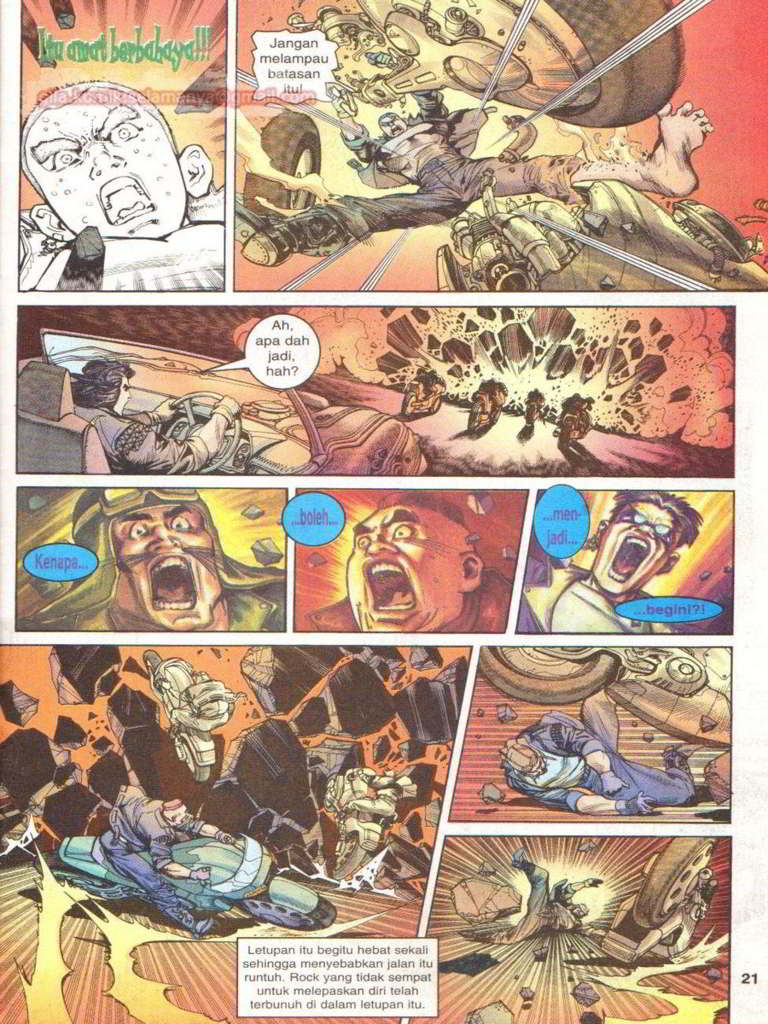 Itu amat berbahaya!!!
Jangan
melampau
batasan
itu!
Ah,
apa dah
jadi,
hah?
Kenapa...
...boleh...
...men-
jadi...
...begini?!
Letupan itu begitu hebat sekali
sehingga menyebabkan jalan itu
runtuh. Rock yang tidak sempat
untuk melepaskan diri telah
terbunuh di dalam letupan itu.
21